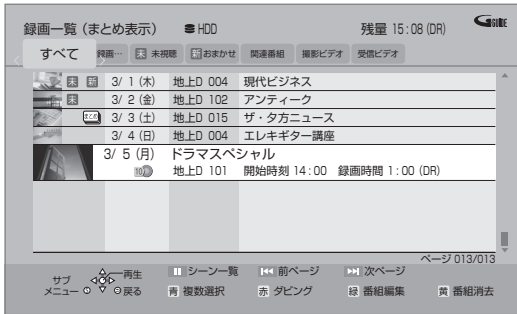 録画一覧 (まとめ表示) HDD 残量 15:08 (DR) GGUIDE
すべて 録画… 未 未視聴 新 おまかせ 関連番組 撮影ビデオ 受信ビデオ
未 新 3/ 1 (木) 地上D 004 現代ビジネス
未 3/ 2 (金) 地上D 102 アンティーク
まとめ 3/ 3 (土) 地上D 015 ザ・夕方ニュース
3/ 4 (日) 地上D 004 エレキギター講座
3/ 5 (月) ドラマスペシャル
地上D 101 開始時刻 14:00 録画時間 1:00 (DR)
ページ 013/013
サブメニュー 再生 戻る シーン一覧 前ページ 次ページ
青 複数選択 赤 ダビング 緑 番組編集 黄 番組消去